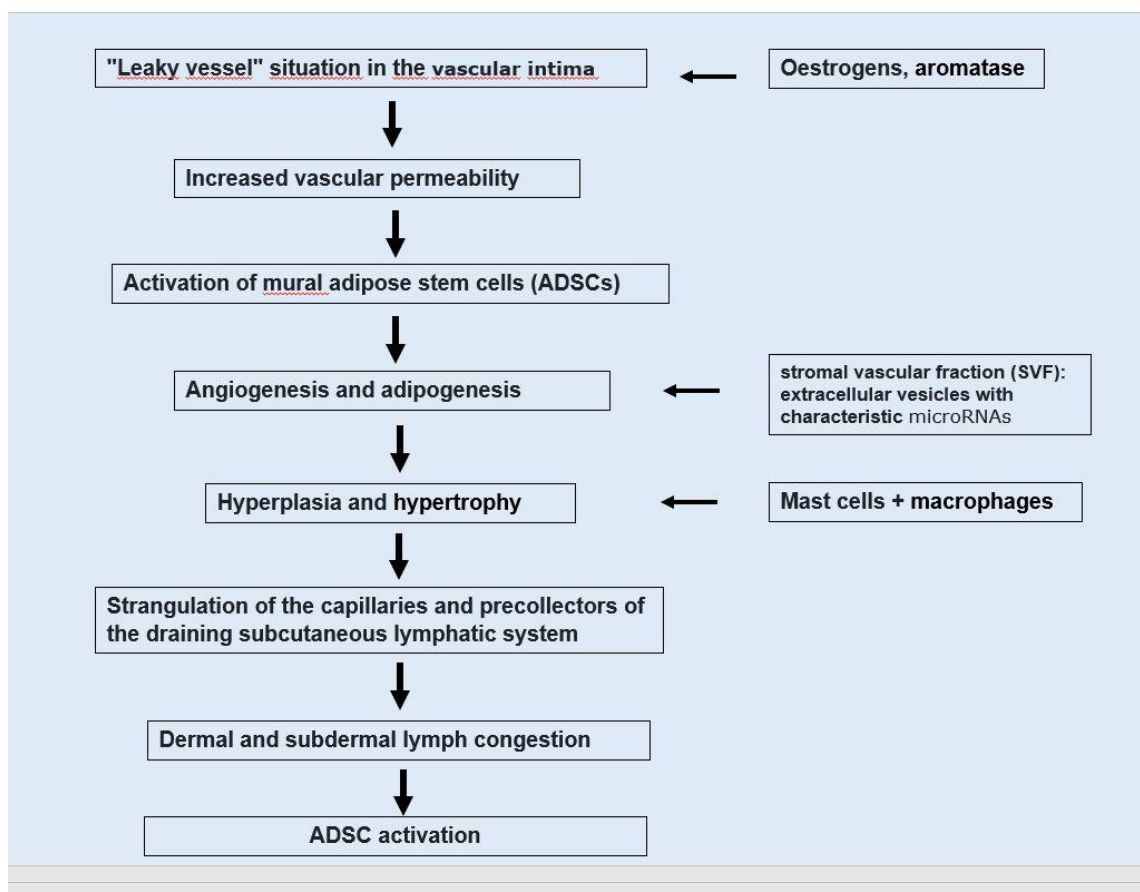 "Leaky vessel" situation in the vascular intima
Oestrogens, aromatase
Increased vascular permeability
Activation of mural adipose stem cells (ADSCs)
Angiogenesis and adipogenesis
stromal vascular fraction (SVF):
extracellular vesicles with
characteristic microRNAs
Hyperplasia and hypertrophy
Mast cells + macrophages
Strangulation of the capillaries and precollectors of
the draining subcutaneous lymphatic system
Dermal and subdermal lymph congestion
ADSC activation